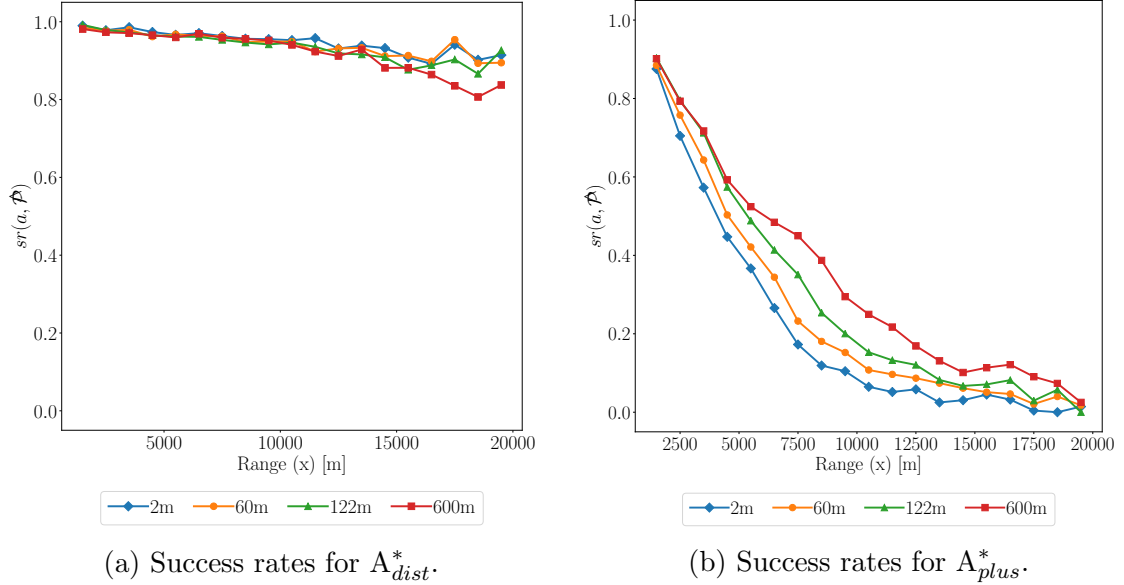 1.0
0.8
0.6
0.4
0.2
0.0
sr(a, 𝒫̂)
5000 10000 15000 20000
Range (x) [m]
2m 60m 122m 600m
(a) Success rates for A*dist.
1.0
0.8
0.6
0.4
0.2
0.0
sr(a, 𝒫̂)
2500 5000 7500 10000 12500 15000 17500 20000
Range (x) [m]
2m 60m 122m 600m
(b) Success rates for A*plus.